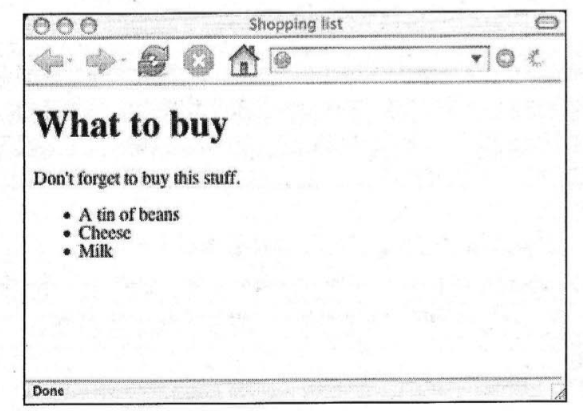 Shopping list
What to buy
Don't forget to buy this stuff.
• A tin of beans
• Cheese
• Milk
Done